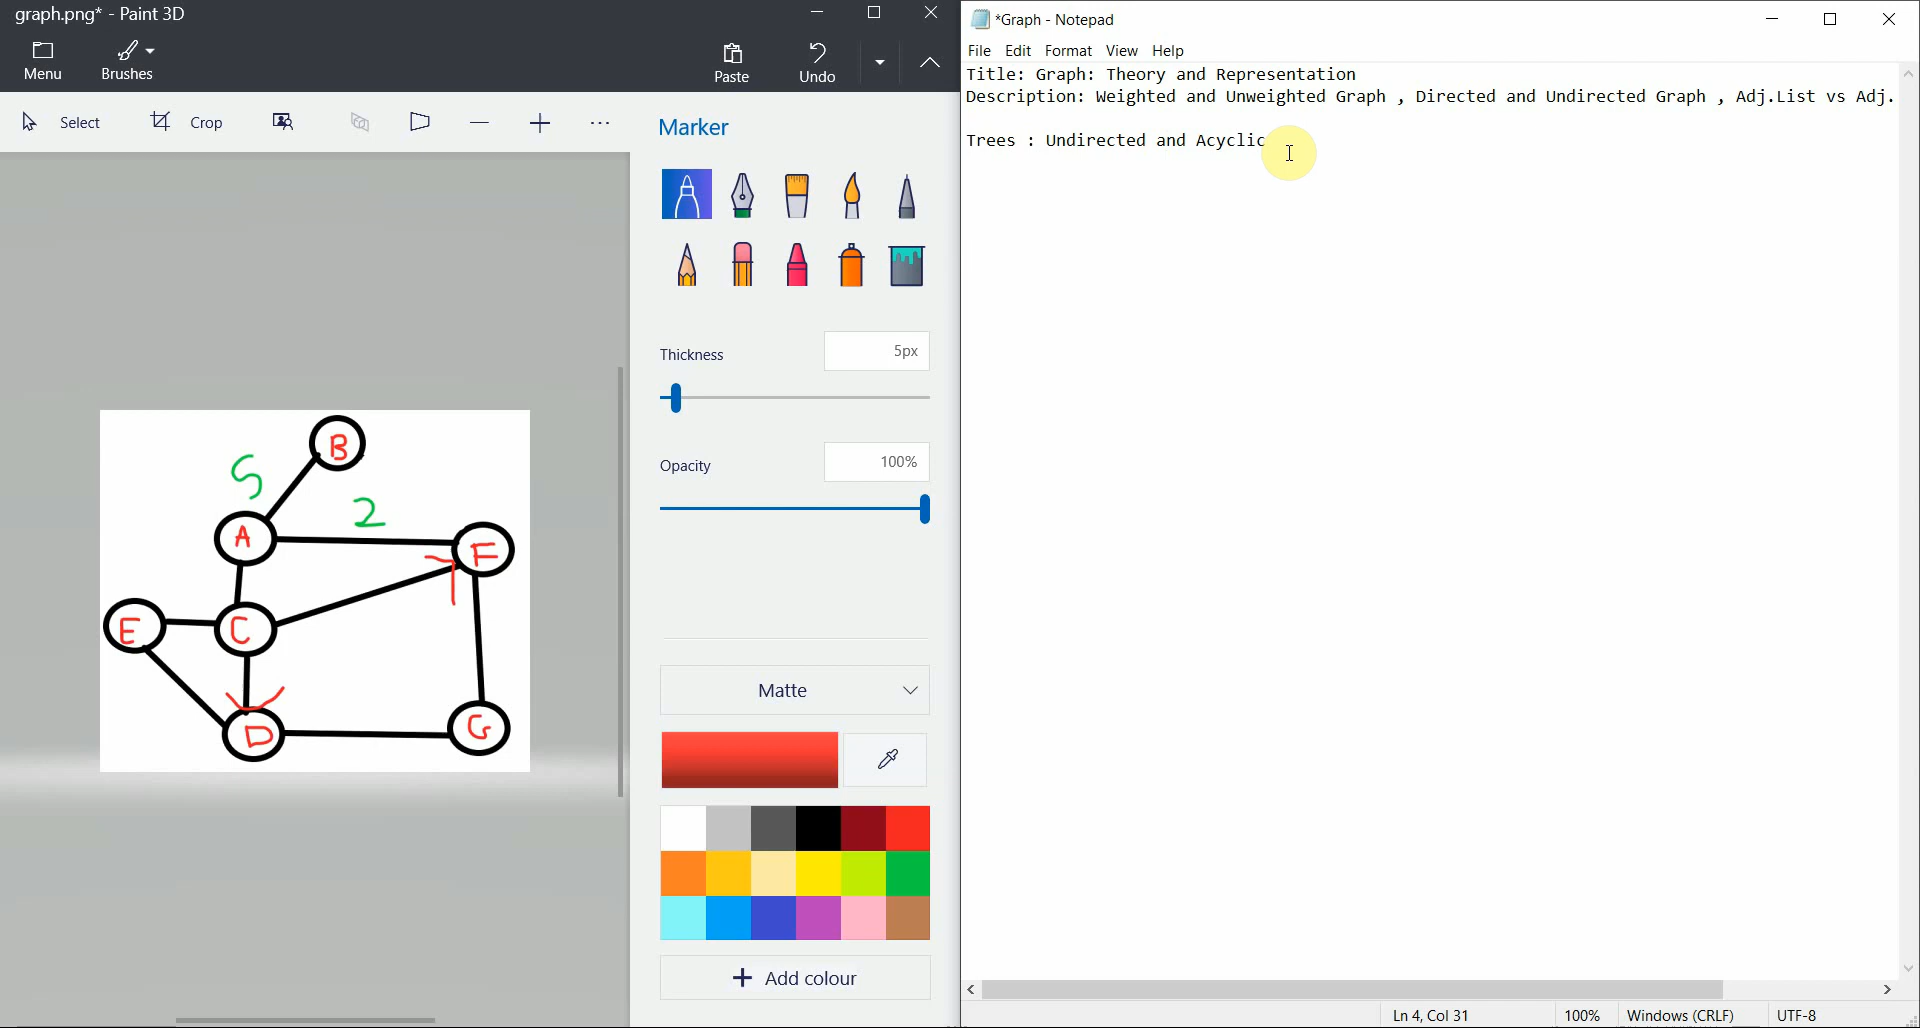 graph.png* - Paint 3D
Menu
Brushes
Paste
Undo
Select
Crop
Marker
Thickness
5px
Opacity
100%
Matte
Add colour
B
5
2
A
F
E
C
D
G
*Graph - Notepad
File Edit Format View Help
Title: Graph: Theory and Representation
Description: Weighted and Unweighted Graph , Directed and Undirected Graph , Adj.List vs Adj.
Trees : Undirected and Acyclic
Ln 4, Col 31
100%
Windows (CRLF)
UTF-8